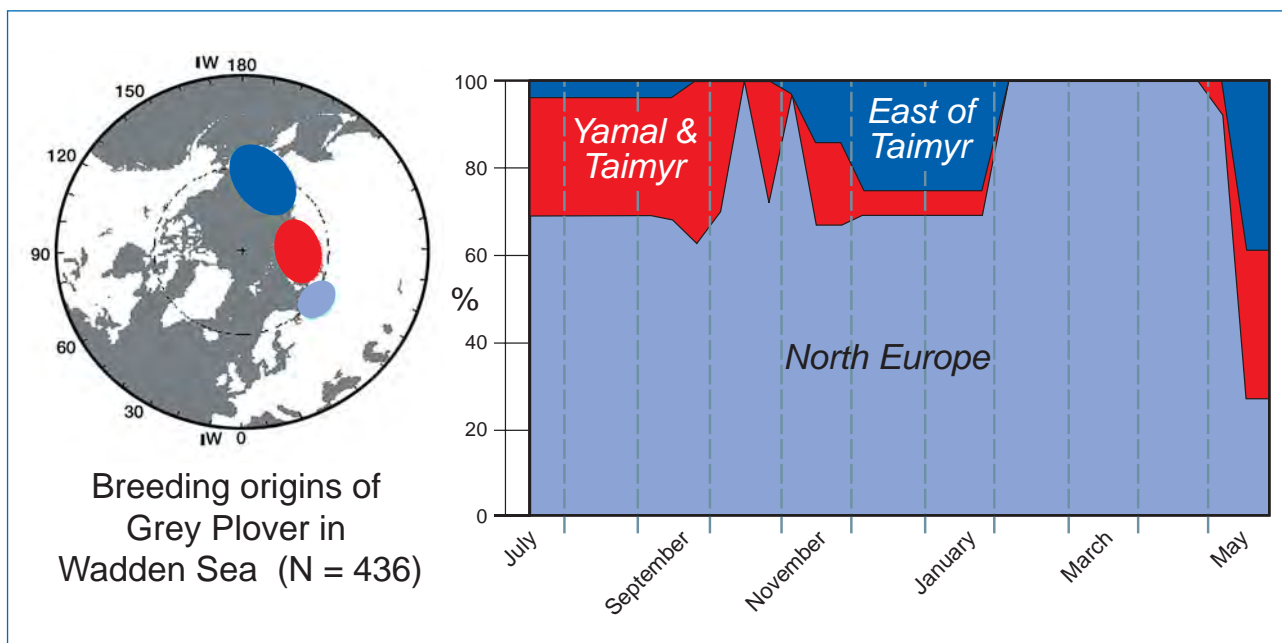 IW 180
150
120
90
60
30
IW 0
Breeding origins of
Grey Plover in
Wadden Sea (N = 436)
100
80
60
%
40
20
0
Yamal &
Taimyr
East of
Taimyr
North Europe
July
September
November
January
March
May